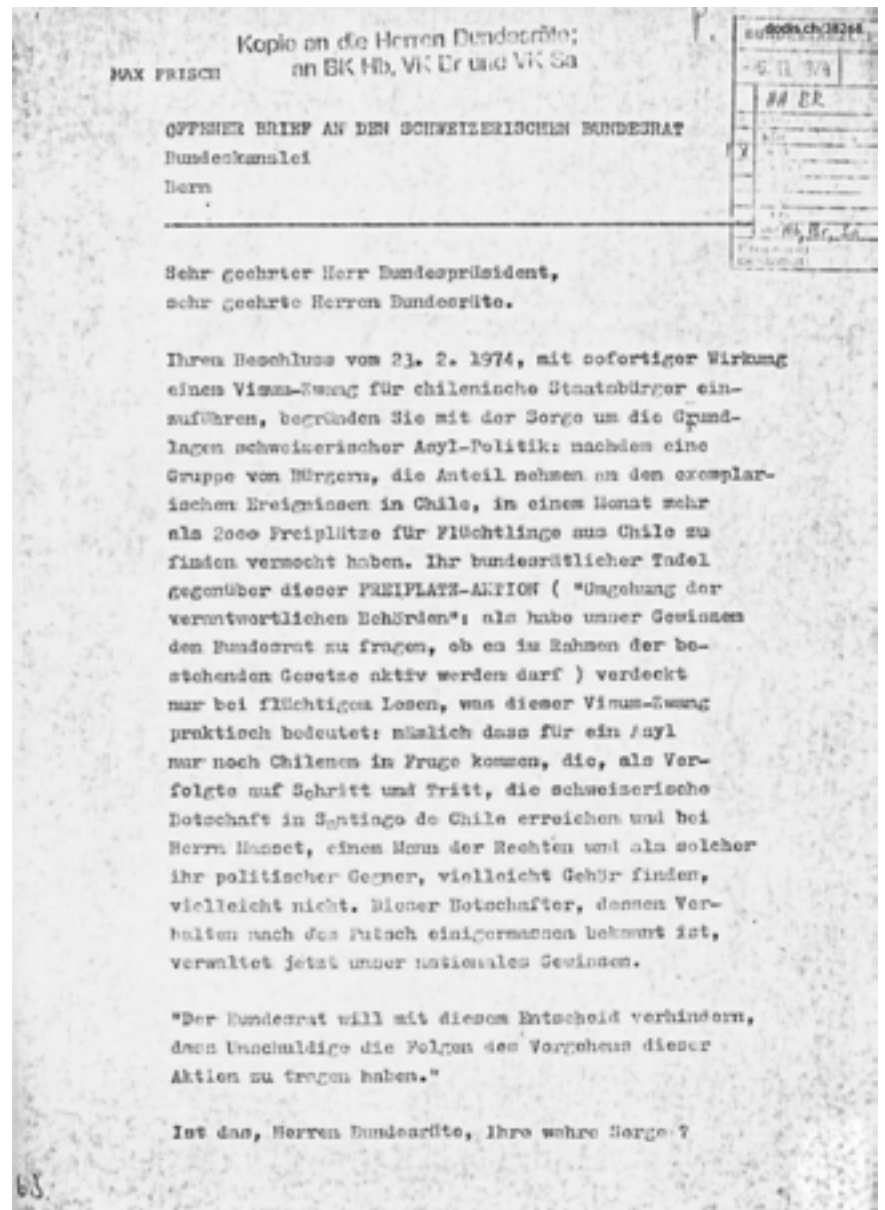 Kopie an die Herren Bundesräte;
an BK Hb, VK Br und VK Sa
dodis.ch/38268
MAX FRISCH
OFFENER BRIEF AN DEN SCHWEIZERISCHEN BUNDESRAT
Bundeskanzlei
Bern
Sehr geehrter Herr Bundespräsident,
sehr geehrte Herren Bundesräte.
Ihren Beschluss vom 23. 2. 1974, mit sofortiger Wirkung
einen Visum-Zwang für chilenische Staatsbürger ein-
zuführen, begründen Sie mit der Sorge um die Grund-
lagen schweizerischer Asyl-Politik: nachdem eine
Gruppe von Bürgern, die Anteil nehmen an den exemplar-
ischen Ereignissen in Chile, in einem Monat mehr
als 2ooo Freiplätze für Flüchtlinge aus Chile zu
finden vermocht haben. Ihr bundesrätlicher Tadel
gegenüber dieser FREIPLATZ-AKTION ( "Umgehung der
verantwortlichen Behörden": als habe unser Gewissen
den Bundesrat zu fragen, ob es im Rahmen der be-
stehenden Gesetze aktiv werden darf ) verdeckt
nur bei flüchtigem Lesen, was dieser Visum-Zwang
praktisch bedeutet: nämlich dass für ein Asyl
nur noch Chilenen in Frage kommen, die, als Ver-
folgte auf Schritt und Tritt, die schweizerische
Botschaft in Santiago de Chile erreichen und bei
Herrn Masset, einem Mann der Rechten und als solcher
ihr politischer Gegner, vielleicht Gehör finden,
vielleicht nicht. Dieser Botschafter, dessen Ver-
halten nach dem Putsch einigermassen bekannt ist,
verwaltet jetzt unser nationales Gewissen.
"Der Bundesrat will mit diesem Entscheid verhindern,
dass Unschuldige die Folgen des Vorgehens dieser
Aktion zu tragen haben."
Ist das, Herren Bundesräte, Ihre wahre Sorge ?